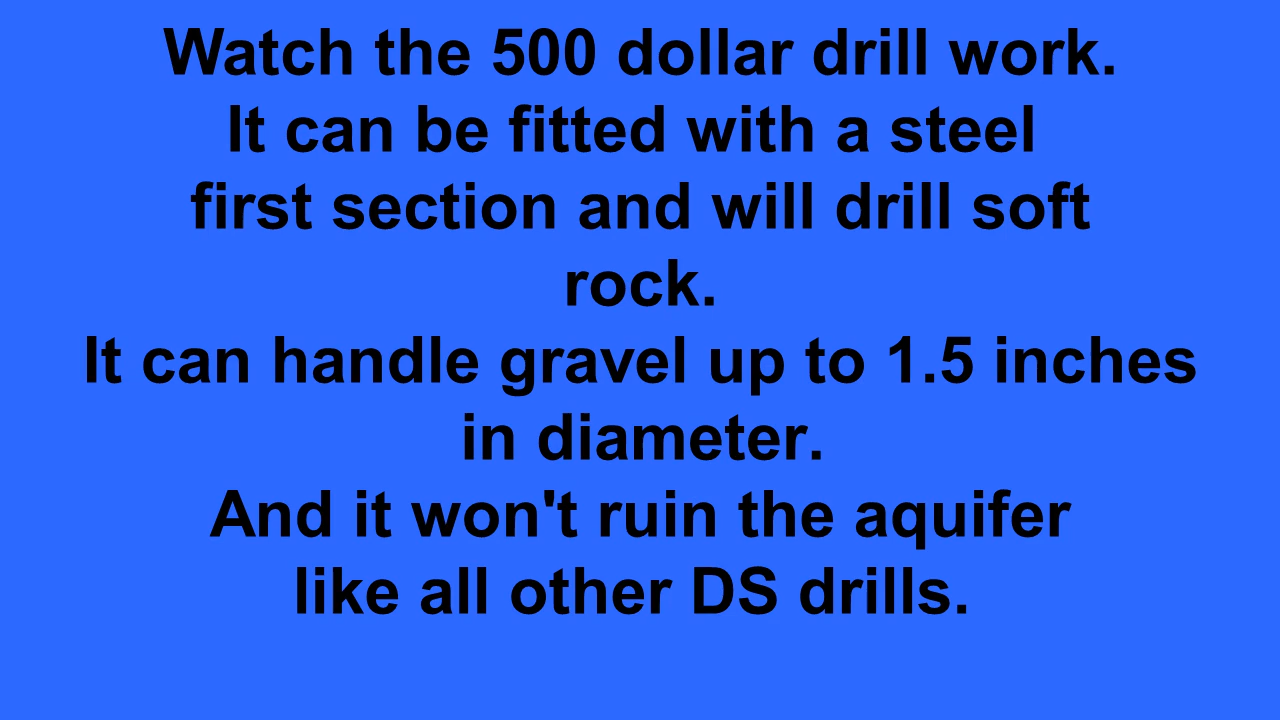 Watch the 500 dollar drill work.
It can be fitted with a steel
first section and will drill soft
rock.
It can handle gravel up to 1.5 inches
in diameter.
And it won't ruin the aquifer
like all other DS drills.